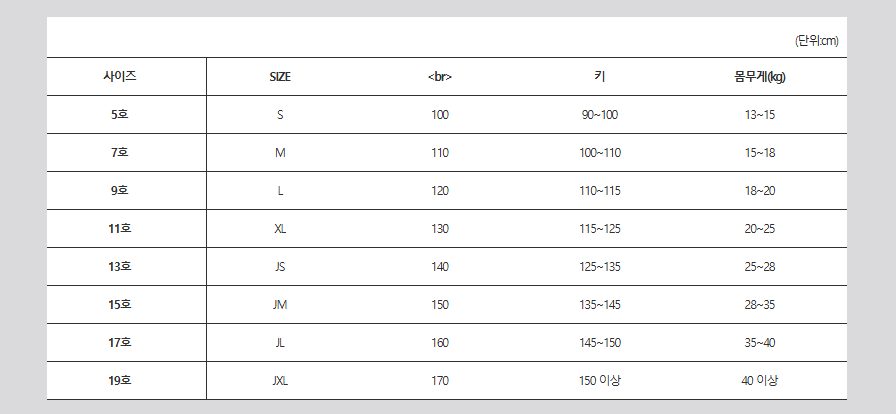 (단위:cm)
사이즈 SIZE <br> 키 몸무게(kg)
5호 S 100 90~100 13~15
7호 M 110 100~110 15~18
9호 L 120 110~115 18~20
11호 XL 130 115~125 20~25
13호 JS 140 125~135 25~28
15호 JM 150 135~145 28~35
17호 JL 160 145~150 35~40
19호 JXL 170 150 이상 40 이상